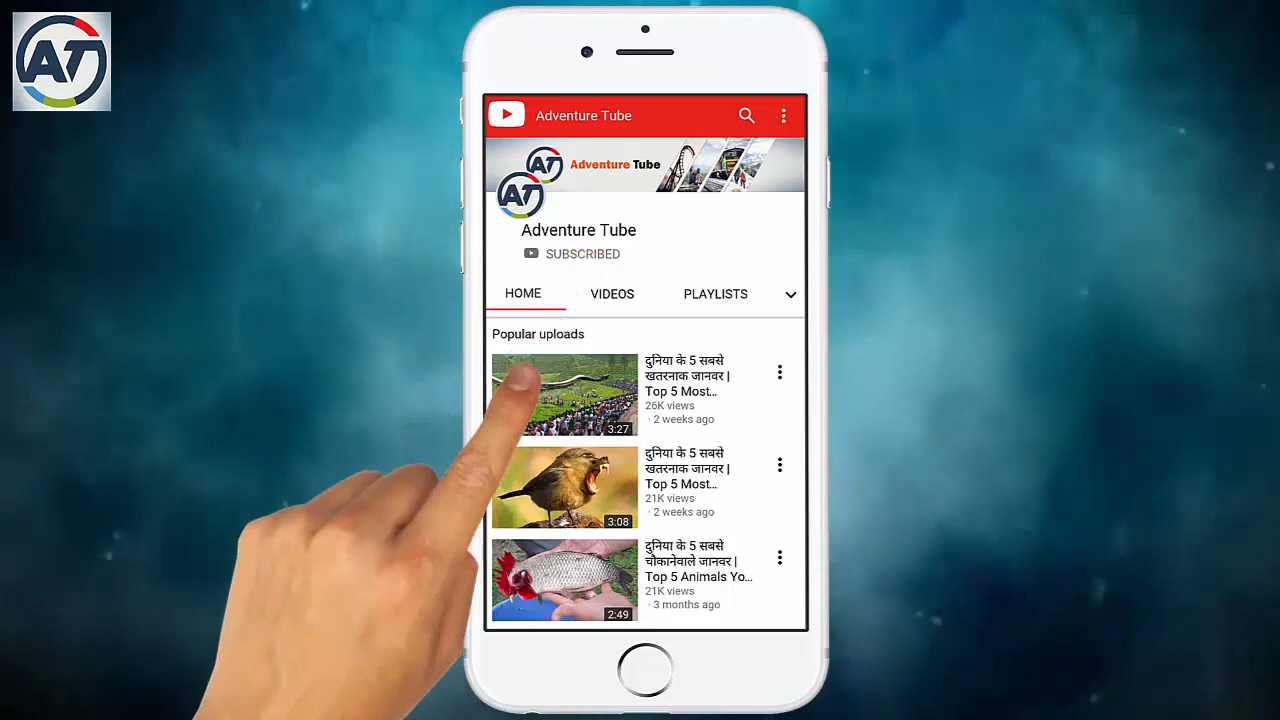 AT
Adventure Tube
AT Adventure Tube
AT
Adventure Tube
SUBSCRIBED
HOME VIDEOS PLAYLISTS
Popular uploads
दुनिया के 5 सबसे
खतरनाक जानवर |
Top 5 Most...
26K views
· 2 weeks ago
3:27
दुनिया के 5 सबसे
खतरनाक जानवर |
Top 5 Most...
21K views
· 2 weeks ago
3:08
दुनिया के 5 सबसे
चौकानेवाले जानवर |
Top 5 Animals Yo...
21K views
· 3 months ago
2:49